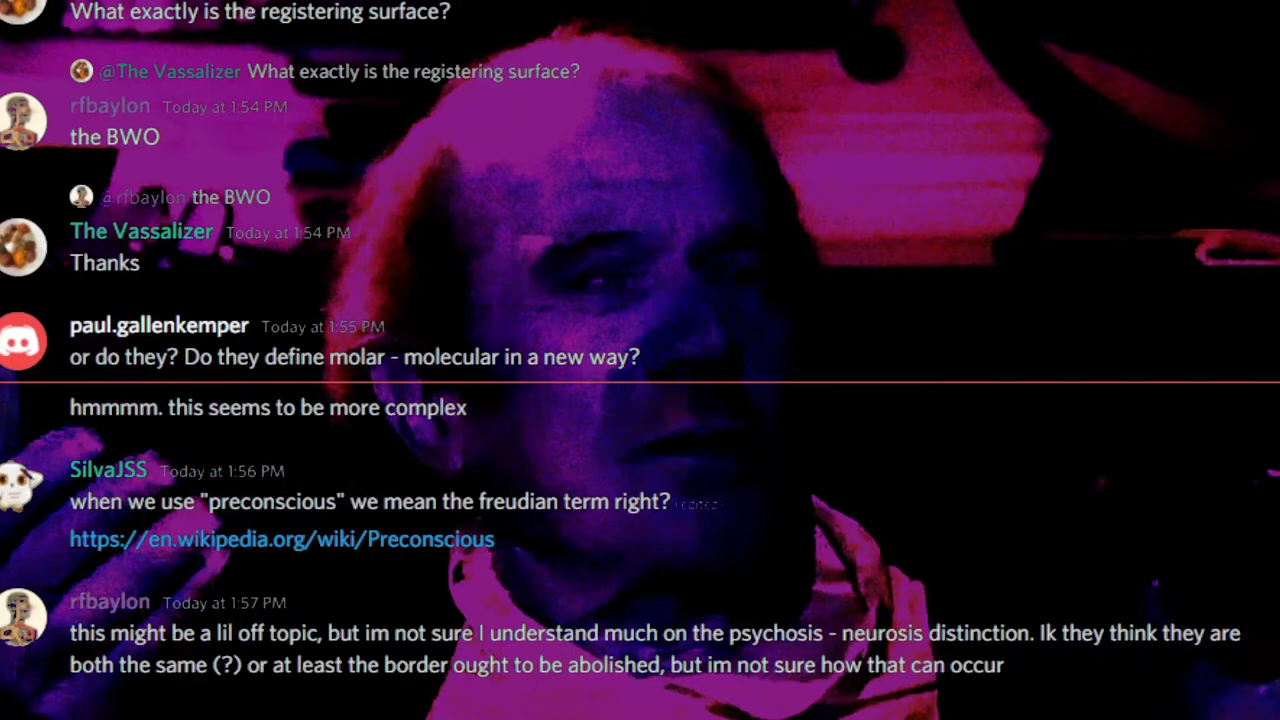 What exactly is the registering surface?
@The Vassalizer What exactly is the registering surface?
rfbaylon Today at 1:54 PM
the BWO
@rfbaylon the BWO
The Vassalizer Today at 1:54 PM
Thanks
paul.gallenkemper Today at 1:55 PM
or do they? Do they define molar - molecular in a new way?
hmmmm. this seems to be more complex
SilvaJSS Today at 1:56 PM
when we use "preconscious" we mean the freudian term right? (edited)
https://en.wikipedia.org/wiki/Preconscious
rfbaylon Today at 1:57 PM
this might be a lil off topic, but im not sure I understand much on the psychosis - neurosis distinction. Ik they think they are
both the same (?) or at least the border ought to be abolished, but im not sure how that can occur